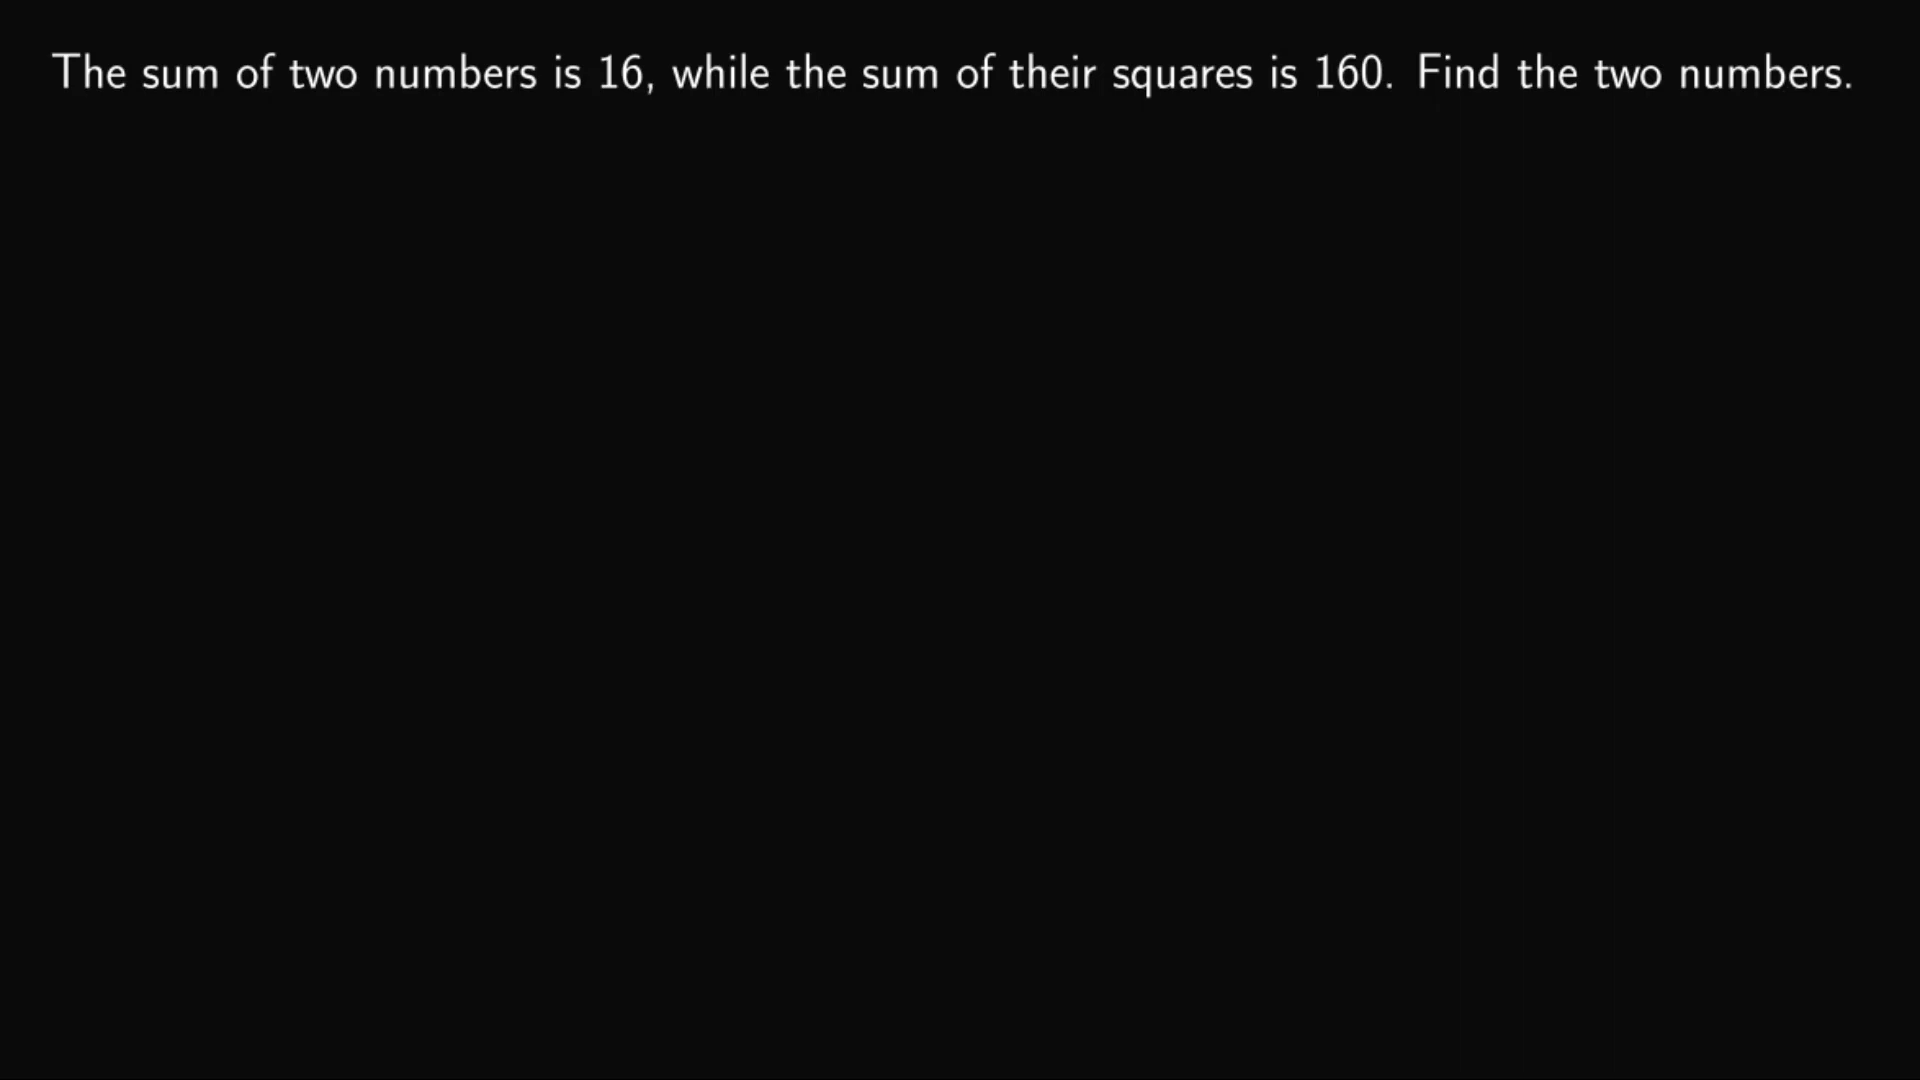 The sum of two numbers is 16, while the sum of their squares is 160. Find the two numbers.